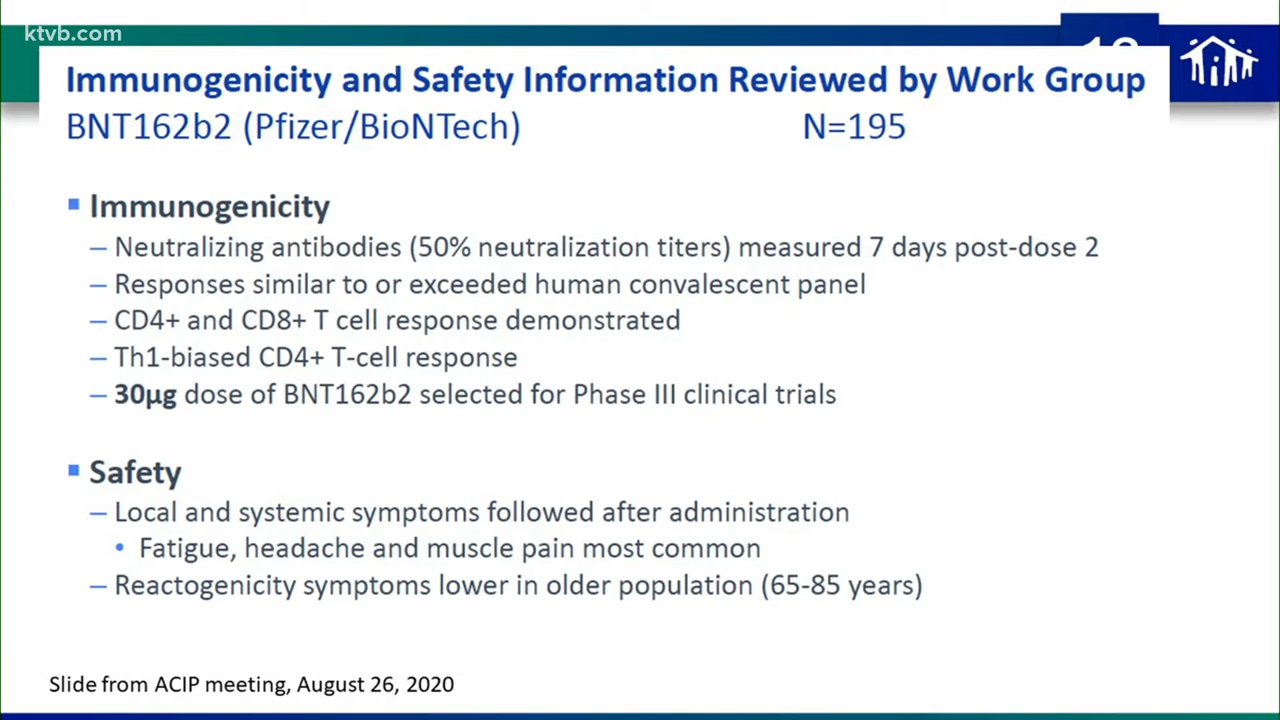 ktvb.com
Immunogenicity and Safety Information Reviewed by Work Group
BNT162b2 (Pfizer/BioNTech) N=195
▪ Immunogenicity
– Neutralizing antibodies (50% neutralization titers) measured 7 days post-dose 2
– Responses similar to or exceeded human convalescent panel
– CD4+ and CD8+ T cell response demonstrated
– Th1-biased CD4+ T-cell response
– 30µg dose of BNT162b2 selected for Phase III clinical trials
▪ Safety
– Local and systemic symptoms followed after administration
• Fatigue, headache and muscle pain most common
– Reactogenicity symptoms lower in older population (65-85 years)
Slide from ACIP meeting, August 26, 2020